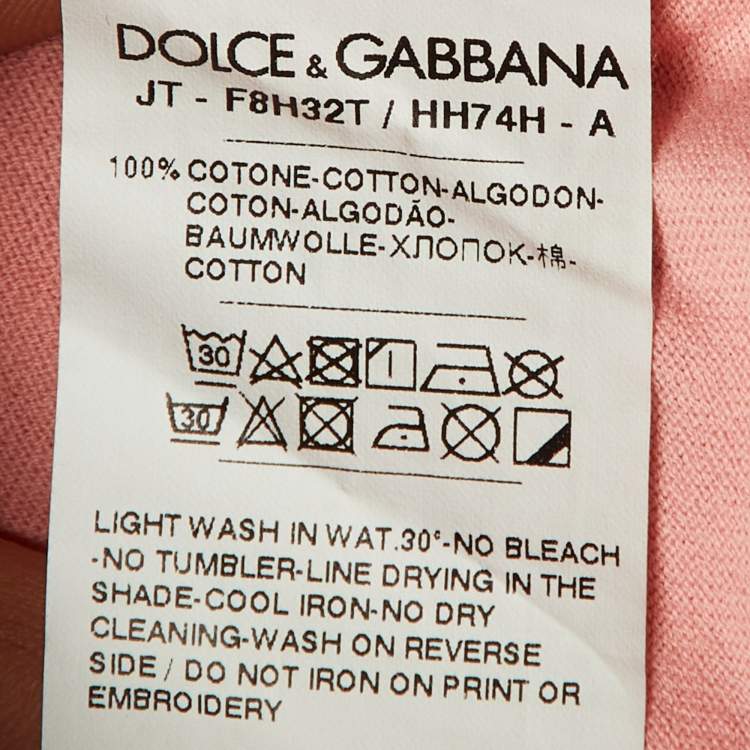 DOLCE & GABBANA
JT - F8H32T / HH74H - A
100% COTONE-COTTON-ALGODON-
COTON-ALGODÃO-
BAUMWOLLE-ХЛОПОК-棉-
COTTON
30
30
LIGHT WASH IN WAT.30°-NO BLEACH
-NO TUMBLER-LINE DRYING IN THE
SHADE-COOL IRON-NO DRY
CLEANING-WASH ON REVERSE
SIDE / DO NOT IRON ON PRINT OR
EMBROIDERY